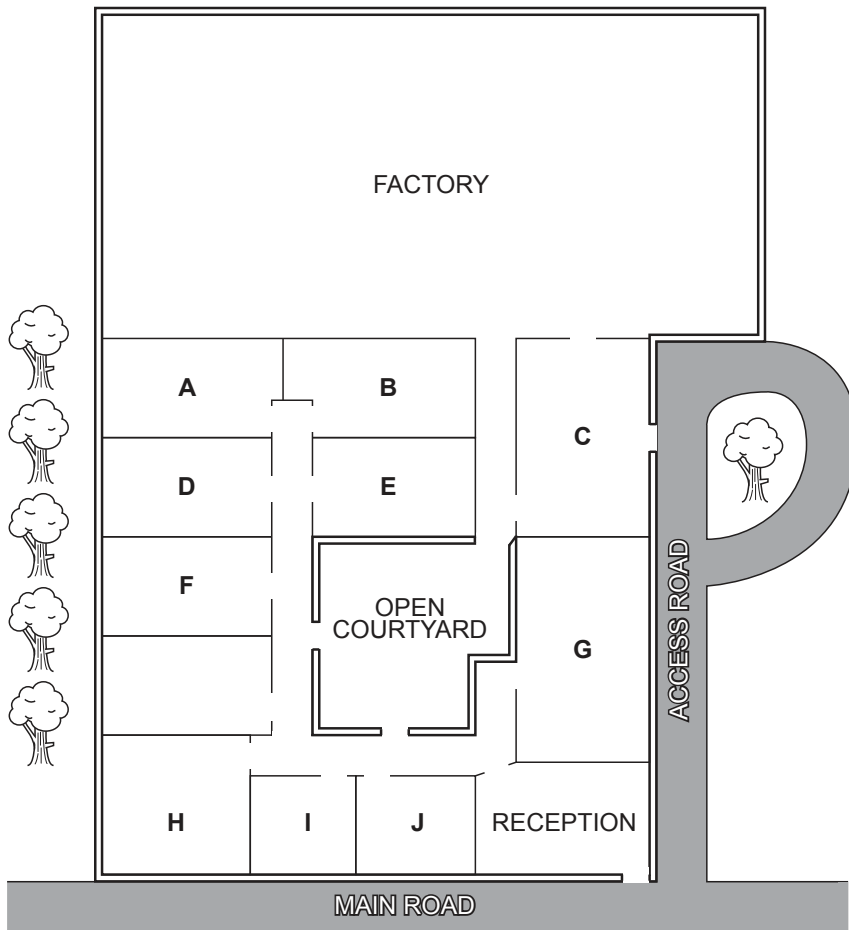 FACTORY
A
B
C
D
E
F
OPEN
COURTYARD
G
ACCESS ROAD
H
I
J
RECEPTION
MAIN ROAD